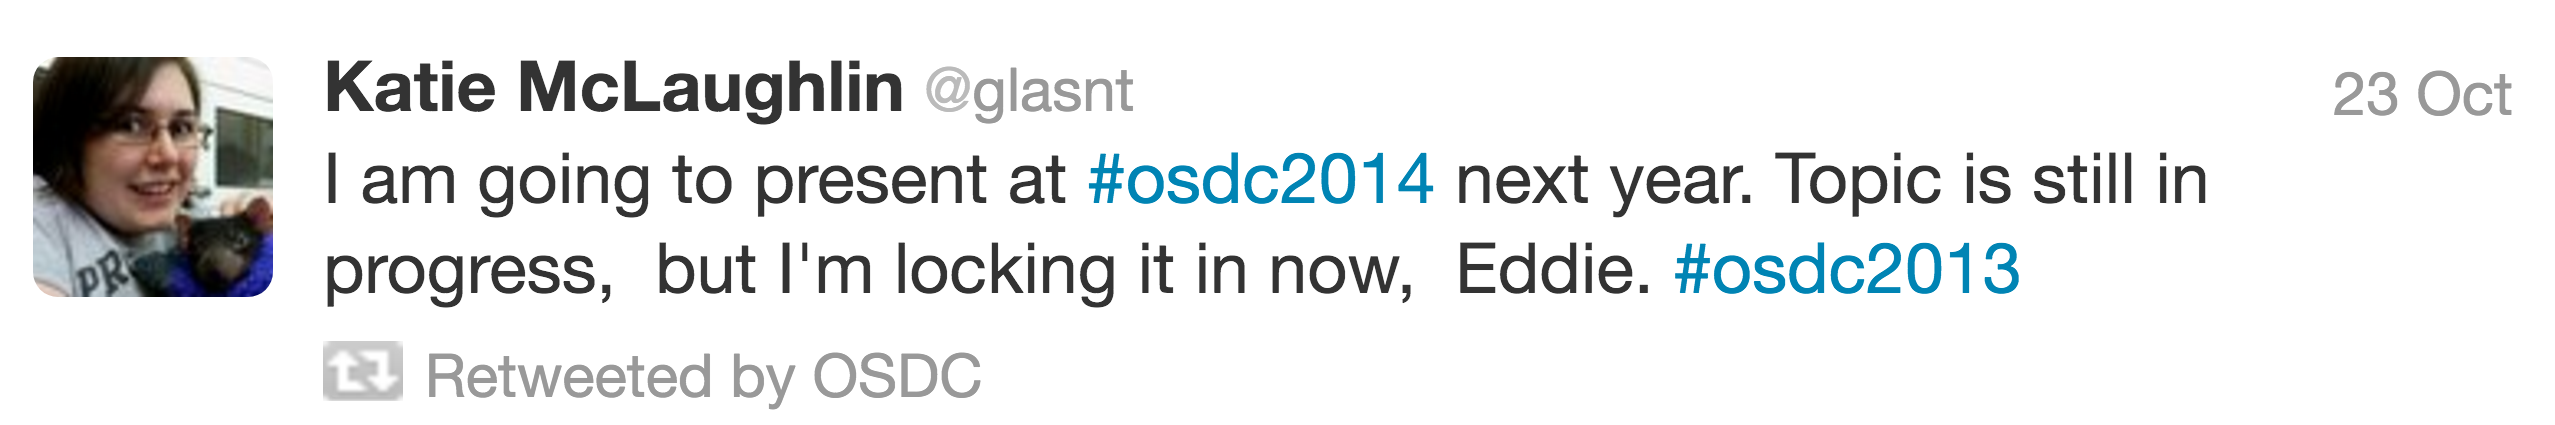 Katie McLaughlin @glasnt 23 Oct
I am going to present at #osdc2014 next year. Topic is still in
progress,  but I'm locking it in now,  Eddie. #osdc2013
Retweeted by OSDC
PR